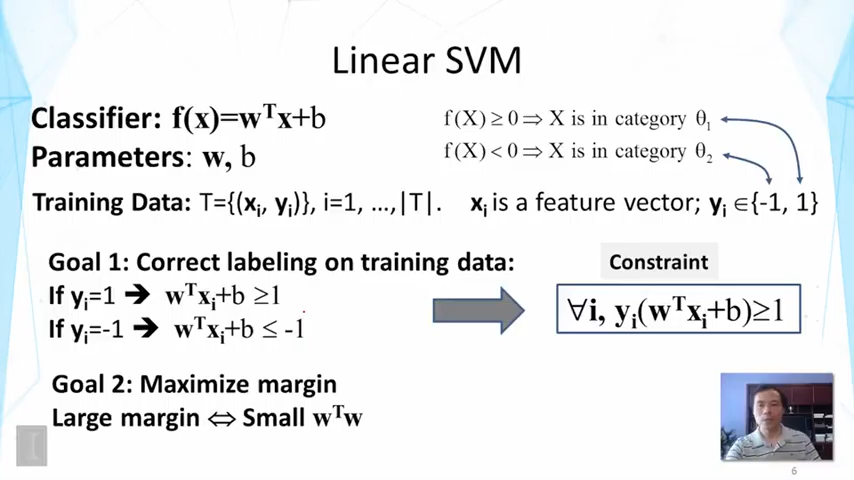 Linear SVM
Classifier: f(x)=wᵀx+b
f(X) ≥ 0 ⇒ X is in category θ₁
Parameters: w, b
f(X) < 0 ⇒ X is in category θ₂
Training Data: T={(xᵢ, yᵢ)}, i=1, …,|T|. xᵢ is a feature vector; yᵢ ∈{-1, 1}
Goal 1: Correct labeling on training data:
Constraint
If yᵢ=1 ➔ wᵀxᵢ+b ≥1
∀i, yᵢ(wᵀxᵢ+b)≥1
If yᵢ=-1 ➔ wᵀxᵢ+b ≤ -1
Goal 2: Maximize margin
Large margin ⇔ Small wᵀw
I
6